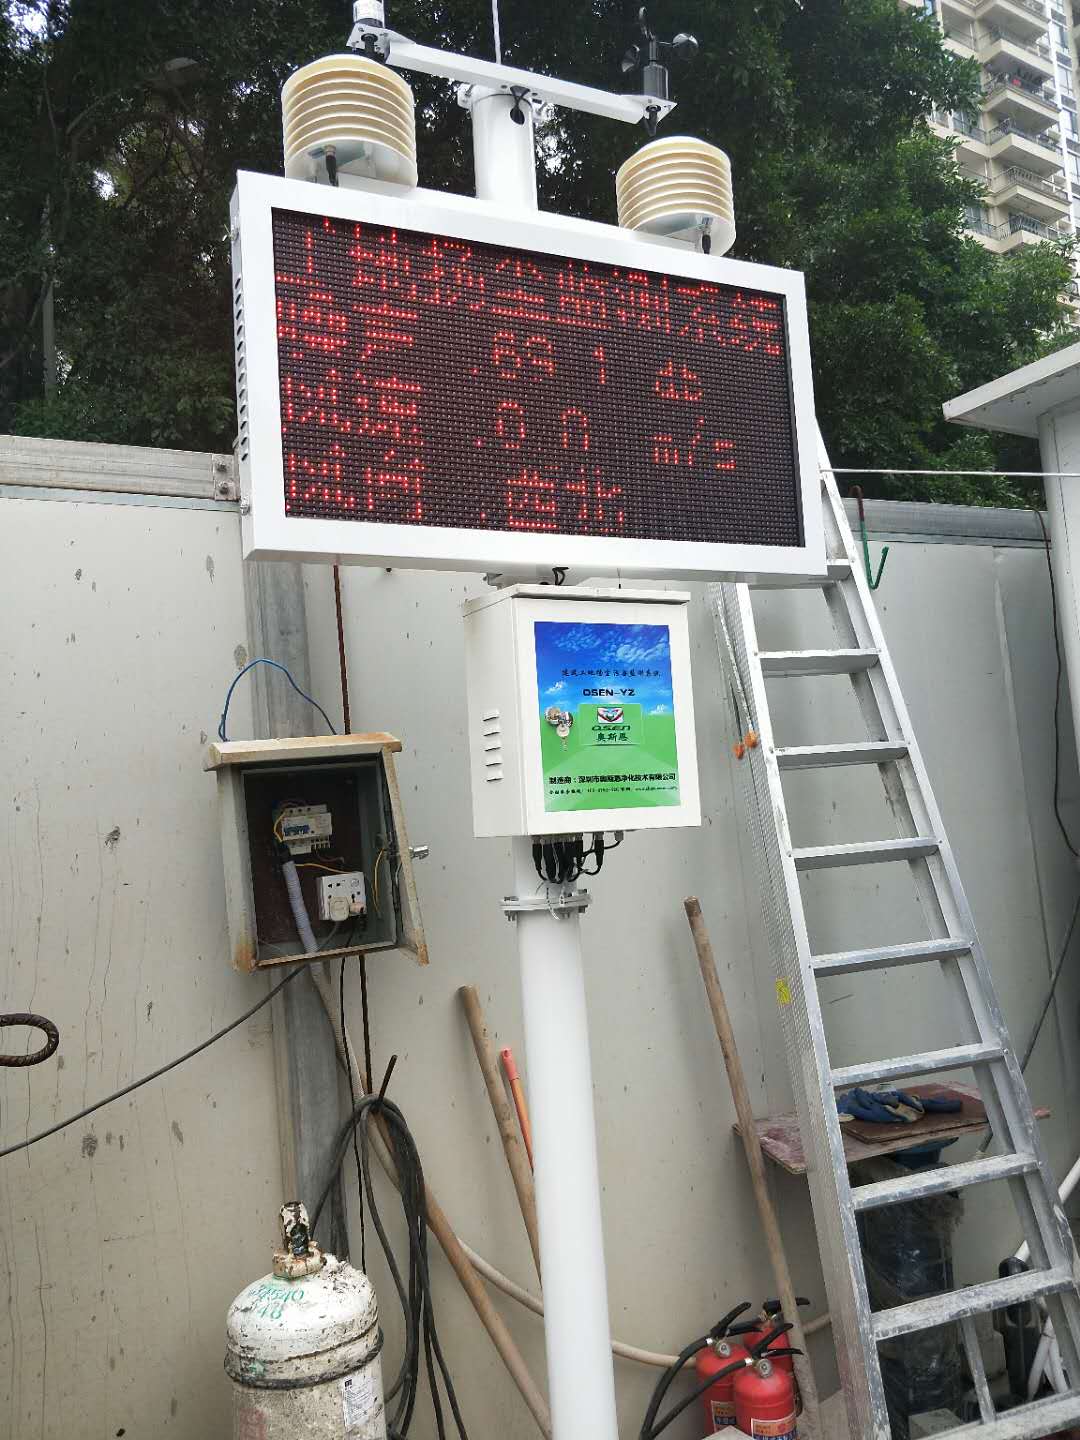 工地扬尘监测系统
噪声 :69.1 db
风速 :0.0 m/s
风向 :西北
建筑工地扬尘污染监测系统
OSEN-YZ
OSEN
奥斯恩
制造商：深圳市奥斯恩净化技术有限公司